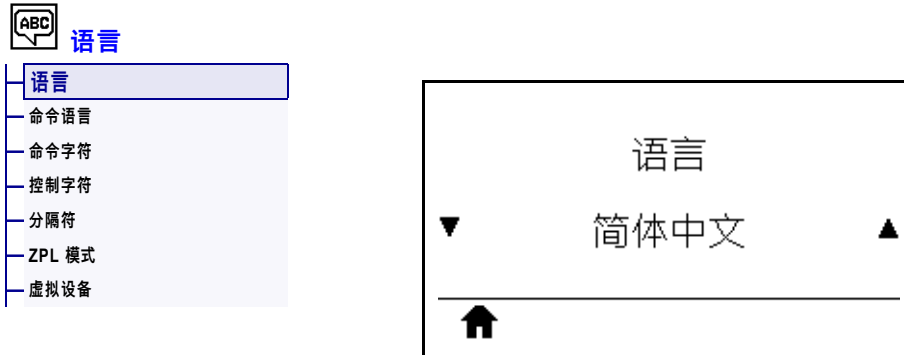 ABC
语言
语言
命令语言
命令字符
控制字符
分隔符
ZPL 模式
虚拟设备
语言
简体中文